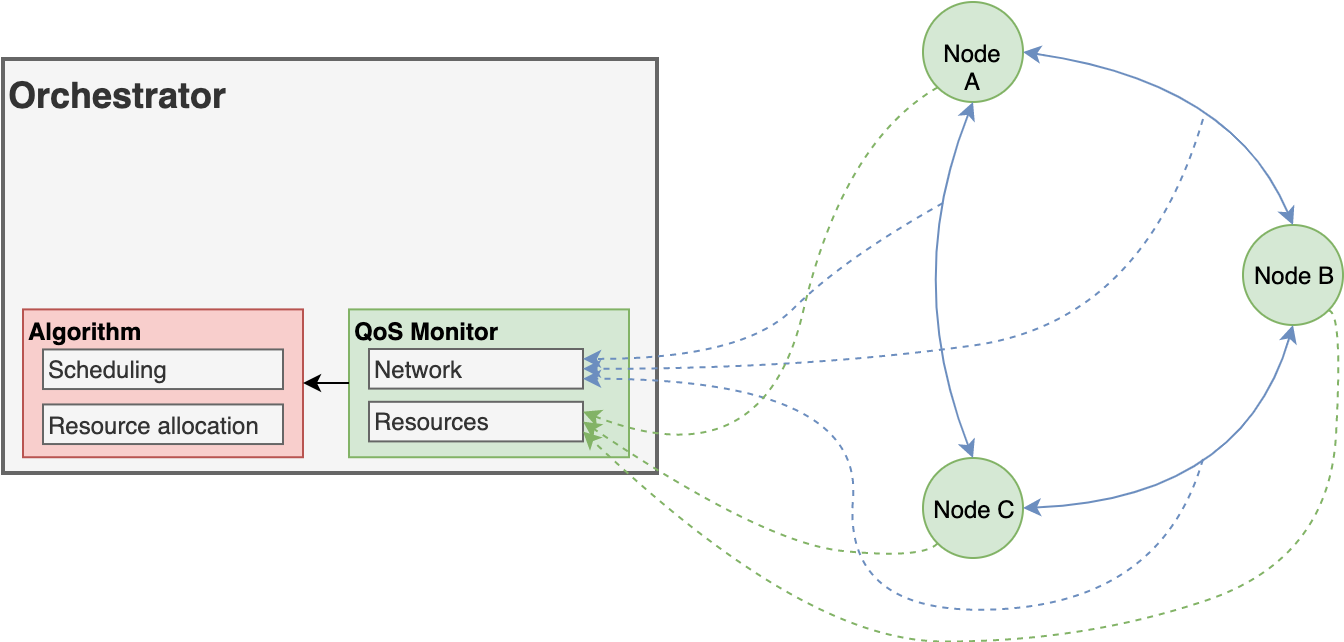 Orchestrator
Algorithm
Scheduling
Resource allocation
QoS Monitor
Network
Resources
Node
A
Node B
Node C